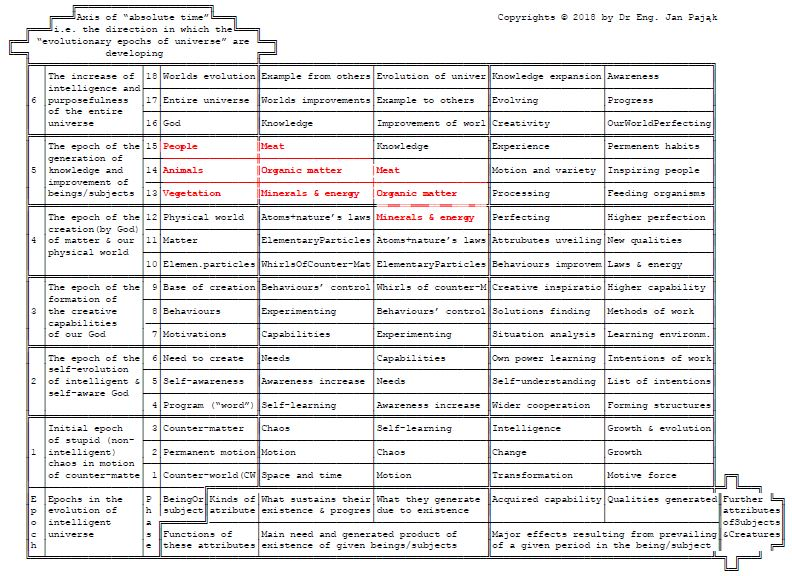 Axis of “absolute time” Copyrights © 2018 by Dr Eng. Jan Pająk
i.e. the direction in which the
“evolutionary epochs of universe” are
developing
The increase of 18 Worlds evolution Example from others Evolution of univer Knowledge expansion Awareness
intelligence and
6 purposefulness 17 Entire universe Worlds improvements Example to others Evolving Progress
of the entire
universe 16 God Knowledge Improvement of worl Creativity OurWorldPerfecting
The epoch of the 15 People Meat Knowledge Experience Permenent habits
generation of
5 knowledge and 14 Animals Organic matter Meat Motion and variety Inspiring people
improvement of
beings/subjects 13 Vegetation Minerals & energy Organic matter Processing Feeding organisms
The epoch of the 12 Physical world Atoms+nature’s laws Minerals & energy Perfecting Higher perfection
creation(by God)
4 of matter & our 11 Matter ElementaryParticles Atoms+nature’s laws Attrubutes uveiling New qualities
physical world
10 Elemen.particles WhirlsOfCounter-Mat ElementaryParticles Behaviours improvem Laws & energy
The epoch of the 9 Base of creation Behaviours’ control Whirls of counter-M Creative inspiratio Higher capability
formation of
3 the creative 8 Behaviours Experimenting Behaviours’ control Solutions finding Methods of work
capabilities
of our God 7 Motivations Capabilities Experimenting Situation analysis Learning environm.
The epoch of the 6 Need to create Needs Capabilities Own power learning Intentions of work
self-evolution
2 of intelligent & 5 Self-awareness Awareness increase Needs Self-understanding List of intentions
self-aware God
4 Program (“word”) Self-learning Awareness increase Wider cooperation Forming structures
Initial epoch 3 Counter-matter Chaos Self-learning Intelligence Growth & evolution
of stupid (non-
1 intelligent) 2 Permanent motion Motion Chaos Change Growth
chaos in motion
of counter-matte 1 Counter-world(CW Space and time Motion Transformation Motive force
E Epochs in the P BeingOr Kinds of What sustains their What they generate Acquired capability Qualities generated Further
p evolution of h subject attribute existence & progres due to existence attributes
o intelligent a ofSubjects
c universe s Functions of Main need and generated product of Major effects resulting from prevailing &Creatures
h e these attributes existence of given beings/subjects of a given period in the being/subject